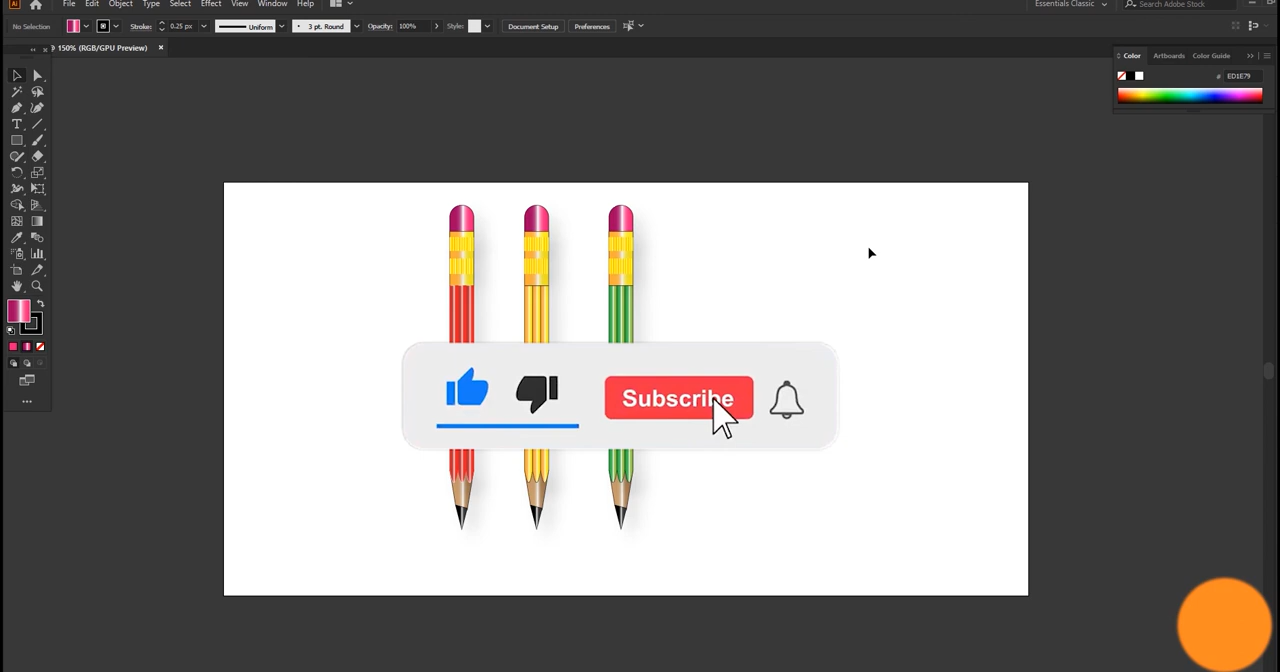 Ai File Edit Object Type Select Effect View Window Help Essentials Classic Search Adobe Stock
No Selection Stroke: 0.25 px Uniform 3 pt. Round Opacity: 100% Style: Document Setup Preferences
150% (RGB/GPU Preview) ×
Color Artboards Color Guide
# ED1E79
Subscribe